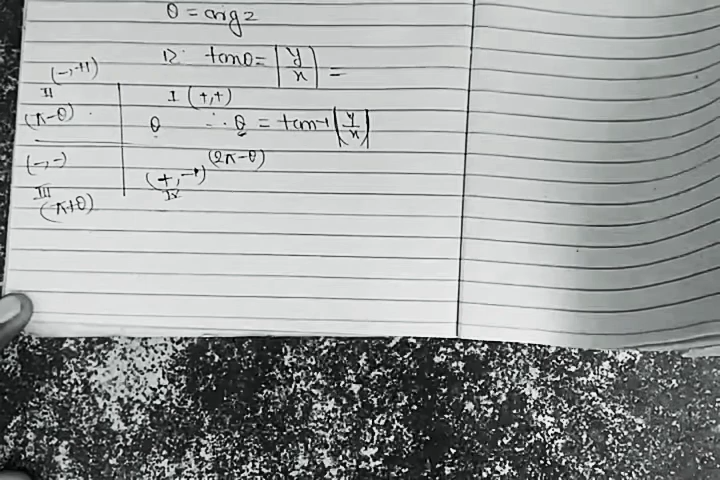 θ = arg z
D: tanθ = |y/x| =
(-,+)
II
I (+,+)
(π-θ)
θ ∴ θ = tan-1 |y/x|
(-,-)
(2π-θ)
(+,-)
III
IV
(π+θ)